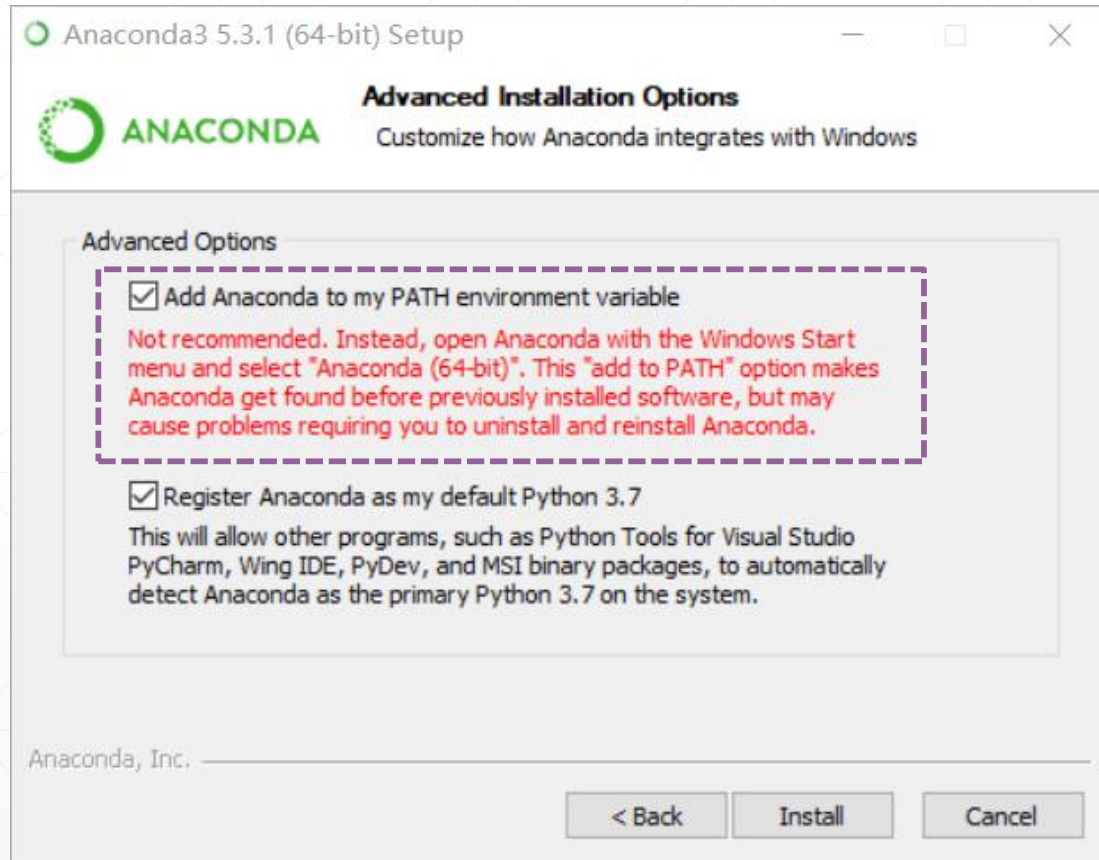 Anaconda3 5.3.1 (64-bit) Setup
ANACONDA
Advanced Installation Options
Customize how Anaconda integrates with Windows
Advanced Options
Add Anaconda to my PATH environment variable
Not recommended. Instead, open Anaconda with the Windows Start
menu and select "Anaconda (64-bit)". This "add to PATH" option makes
Anaconda get found before previously installed software, but may
cause problems requiring you to uninstall and reinstall Anaconda.
Register Anaconda as my default Python 3.7
This will allow other programs, such as Python Tools for Visual Studio
PyCharm, Wing IDE, PyDev, and MSI binary packages, to automatically
detect Anaconda as the primary Python 3.7 on the system.
Anaconda, Inc.
< Back
Install
Cancel